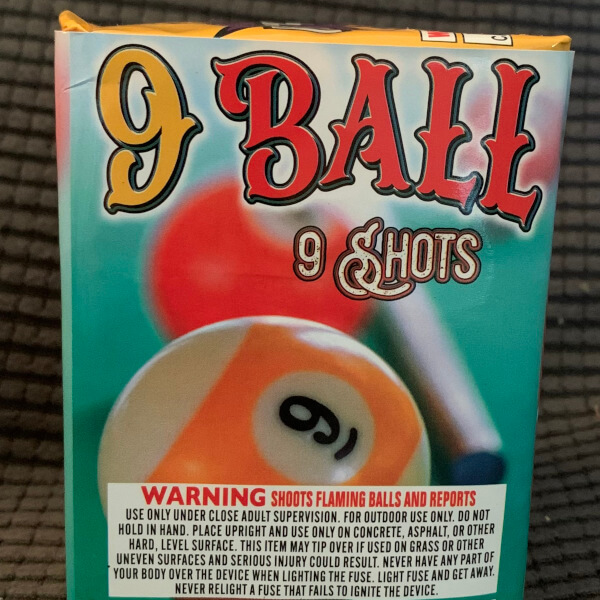 9 BALL
9 SHOTS
9
WARNING SHOOTS FLAMING BALLS AND REPORTS
USE ONLY UNDER CLOSE ADULT SUPERVISION. FOR OUTDOOR USE ONLY. DO NOT
HOLD IN HAND. PLACE UPRIGHT AND USE ONLY ON CONCRETE, ASPHALT, OR OTHER
HARD, LEVEL SURFACE. THIS ITEM MAY TIP OVER IF USED ON GRASS OR OTHER
UNEVEN SURFACES AND SERIOUS INJURY COULD RESULT. NEVER HAVE ANY PART OF
YOUR BODY OVER THE DEVICE WHEN LIGHTING THE FUSE. LIGHT FUSE AND GET AWAY.
NEVER RELIGHT A FUSE THAT FAILS TO IGNITE THE DEVICE.